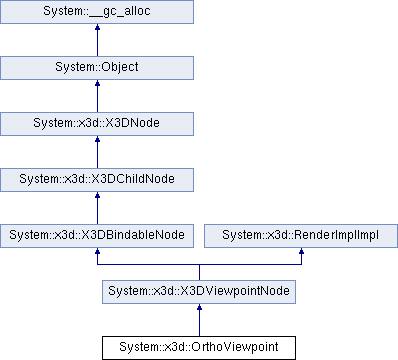 System::__gc_alloc
System::Object
System::x3d::X3DNode
System::x3d::X3DChildNode
System::x3d::X3DBindableNode
System::x3d::RenderImplImpl
System::x3d::X3DViewpointNode
System::x3d::OrthoViewpoint